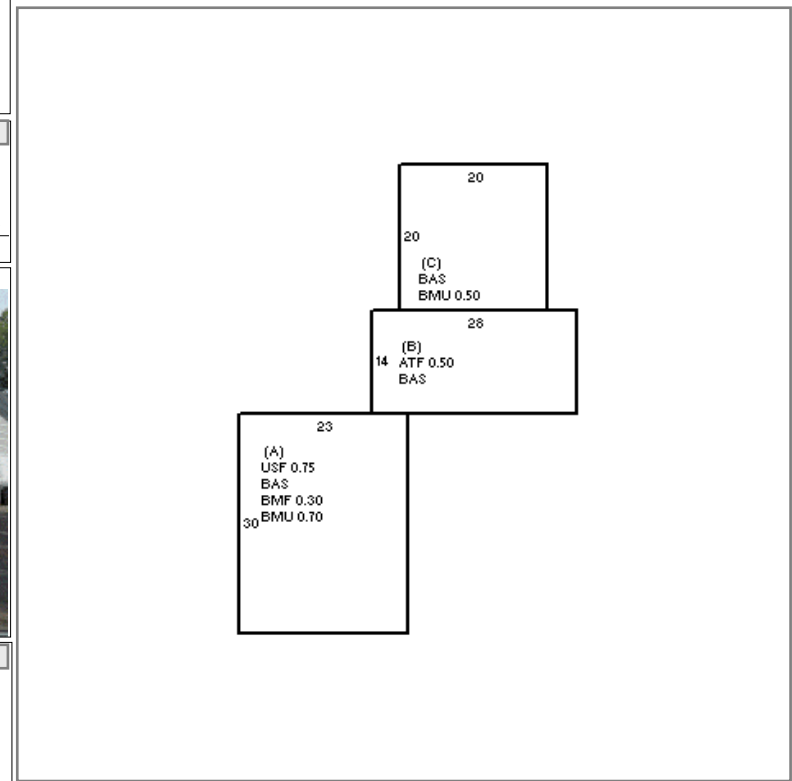 20
20
(C)
BAS
BMU 0.50
28
14
(B)
ATF 0.50
BAS
23
(A)
USF 0.75
BAS
BMF 0.30
30 BMU 0.70